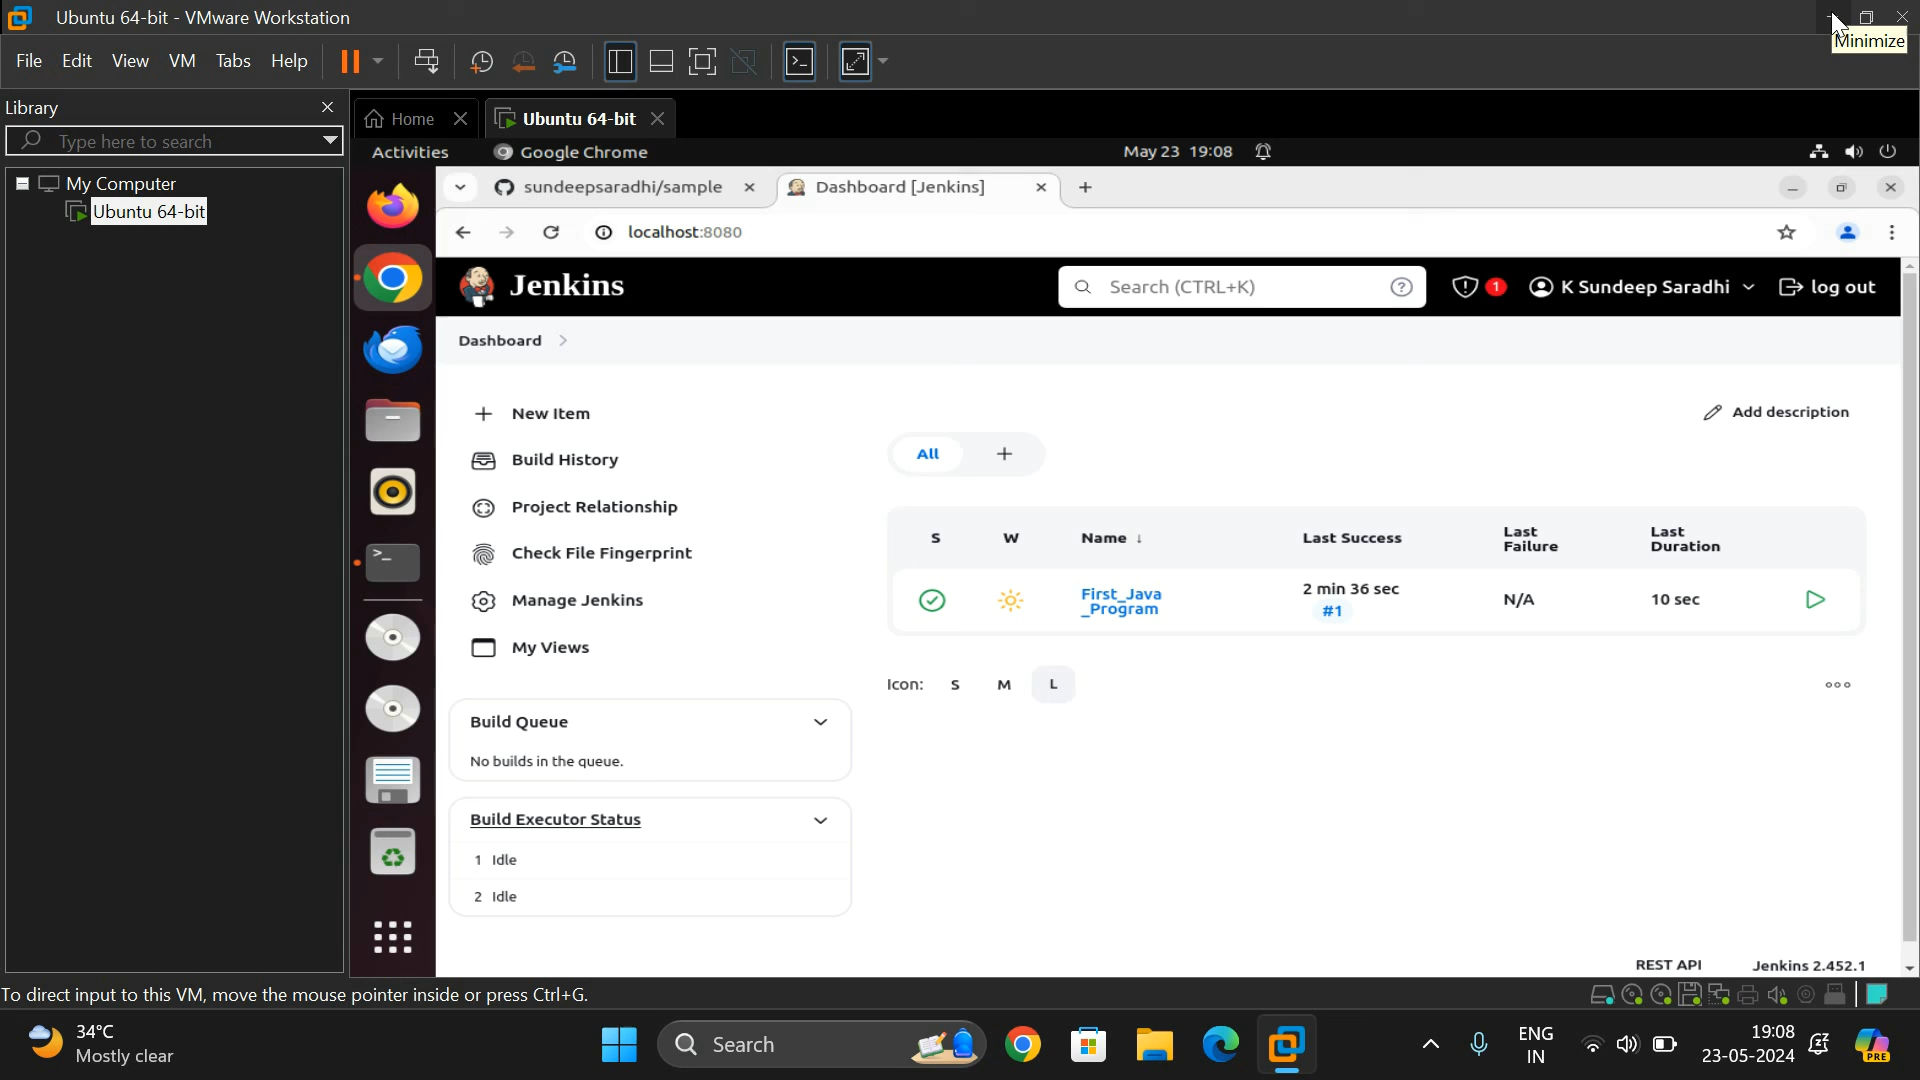 Ubuntu 64-bit - VMware Workstation
Minimize
File Edit View VM Tabs Help
Library
Type here to search
My Computer
Ubuntu 64-bit
Home
Ubuntu 64-bit
Activities Google Chrome May 23 19:08
sundeepsaradhi/sample
Dashboard [Jenkins]
localhost:8080
Jenkins
Search (CTRL+K)
1
K Sundeep Saradhi
log out
Dashboard
New Item
Build History
Project Relationship
Check File Fingerprint
Manage Jenkins
My Views
Add description
All +
S W Name ↓ Last Success Last Failure Last Duration
First_Java_Program 2 min 36 sec #1 N/A 10 sec
Icon: S M L
Build Queue
No builds in the queue.
Build Executor Status
1 Idle
2 Idle
REST API Jenkins 2.452.1
To direct input to this VM, move the mouse pointer inside or press Ctrl+G.
34°C
Mostly clear
Search
ENG
IN
19:08
23-05-2024
PRE